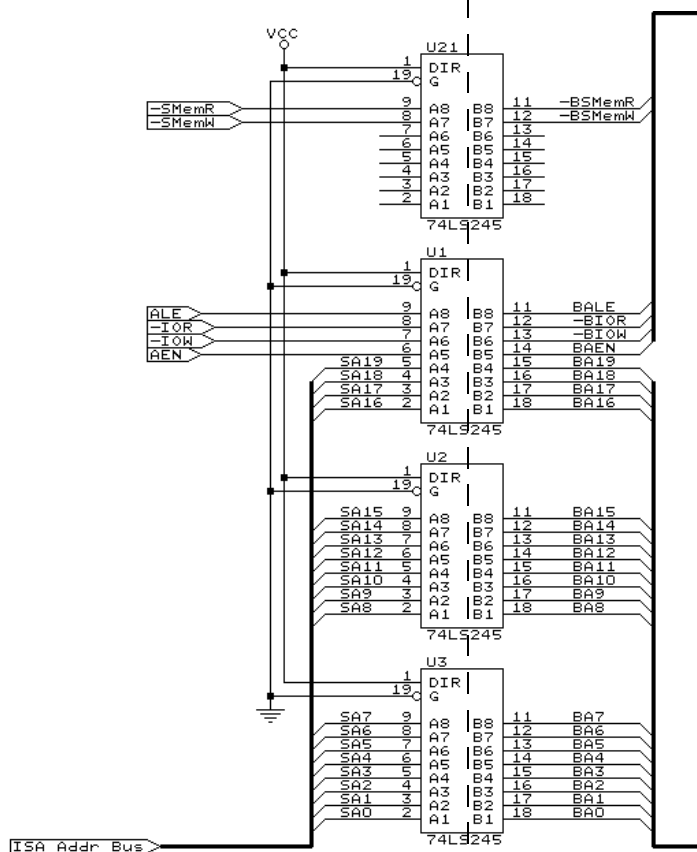 VCC
U21
1 DIR
19 G
-SMemR 9 A8 B8 11 -BSMemR
-SMemW 8 A7 B7 12 -BSMemW
7 A6 B6 13
6 A5 B5 14
5 A4 B4 15
4 A3 B3 16
3 A2 B2 17
2 A1 B1 18
74LS245
U1
1 DIR
19 G
ALE 9 A8 B8 11 BALE
-IOR 8 A7 B7 12 -BIOR
-IOW 7 A6 B6 13 -BIOW
AEN 6 A5 B5 14 BAEN
SA19 5 A4 B4 15 BA19
SA18 4 A3 B3 16 BA18
SA17 3 A2 B2 17 BA17
SA16 2 A1 B1 18 BA16
74LS245
U2
1 DIR
19 G
SA15 9 A8 B8 11 BA15
SA14 8 A7 B7 12 BA14
SA13 7 A6 B6 13 BA13
SA12 6 A5 B5 14 BA12
SA11 5 A4 B4 15 BA11
SA10 4 A3 B3 16 BA10
SA9 3 A2 B2 17 BA9
SA8 2 A1 B1 18 BA8
74LS245
U3
1 DIR
19 G
SA7 9 A8 B8 11 BA7
SA6 8 A7 B7 12 BA6
SA5 7 A6 B6 13 BA5
SA4 6 A5 B5 14 BA4
SA3 5 A4 B4 15 BA3
SA2 4 A3 B3 16 BA2
SA1 3 A2 B2 17 BA1
SA0 2 A1 B1 18 BA0
74LS245
ISA Addr Bus